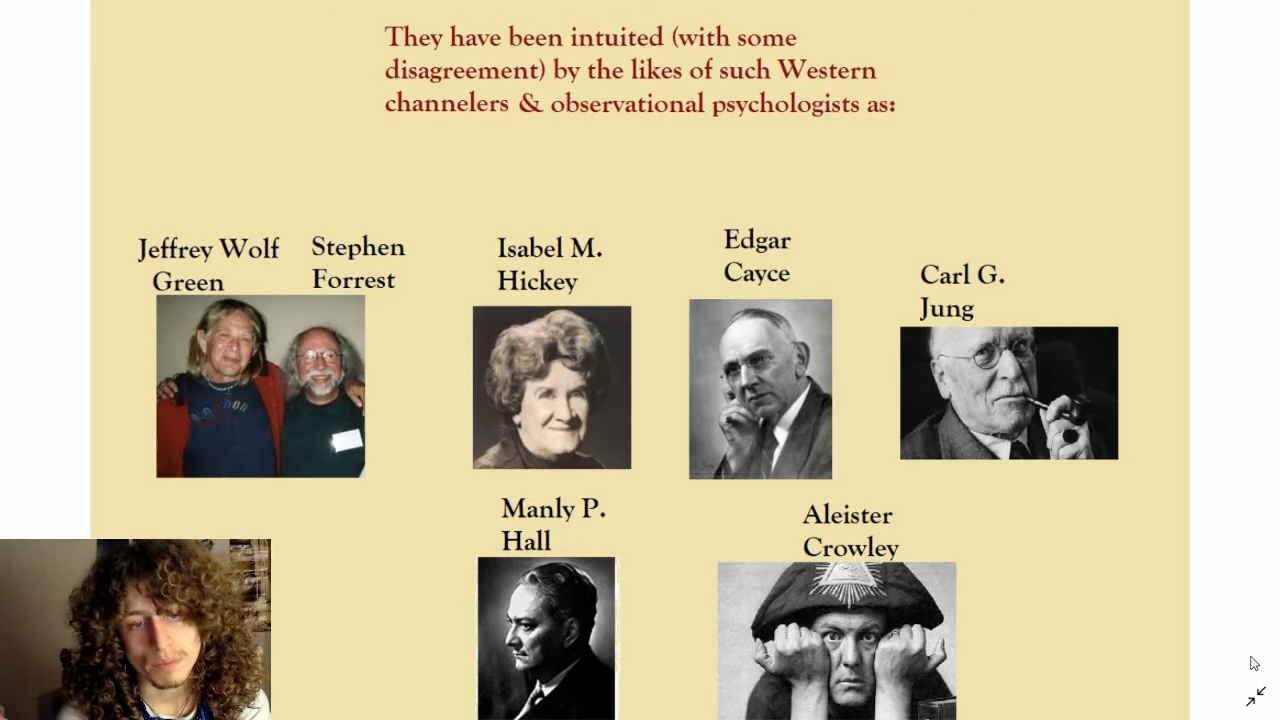 They have been intuited (with some
disagreement) by the likes of such Western
channelers & observational psychologists as:
Jeffrey Wolf
Green
Stephen
Forrest
Isabel M.
Hickey
Edgar
Cayce
Carl G.
Jung
Manly P.
Hall
Aleister
Crowley